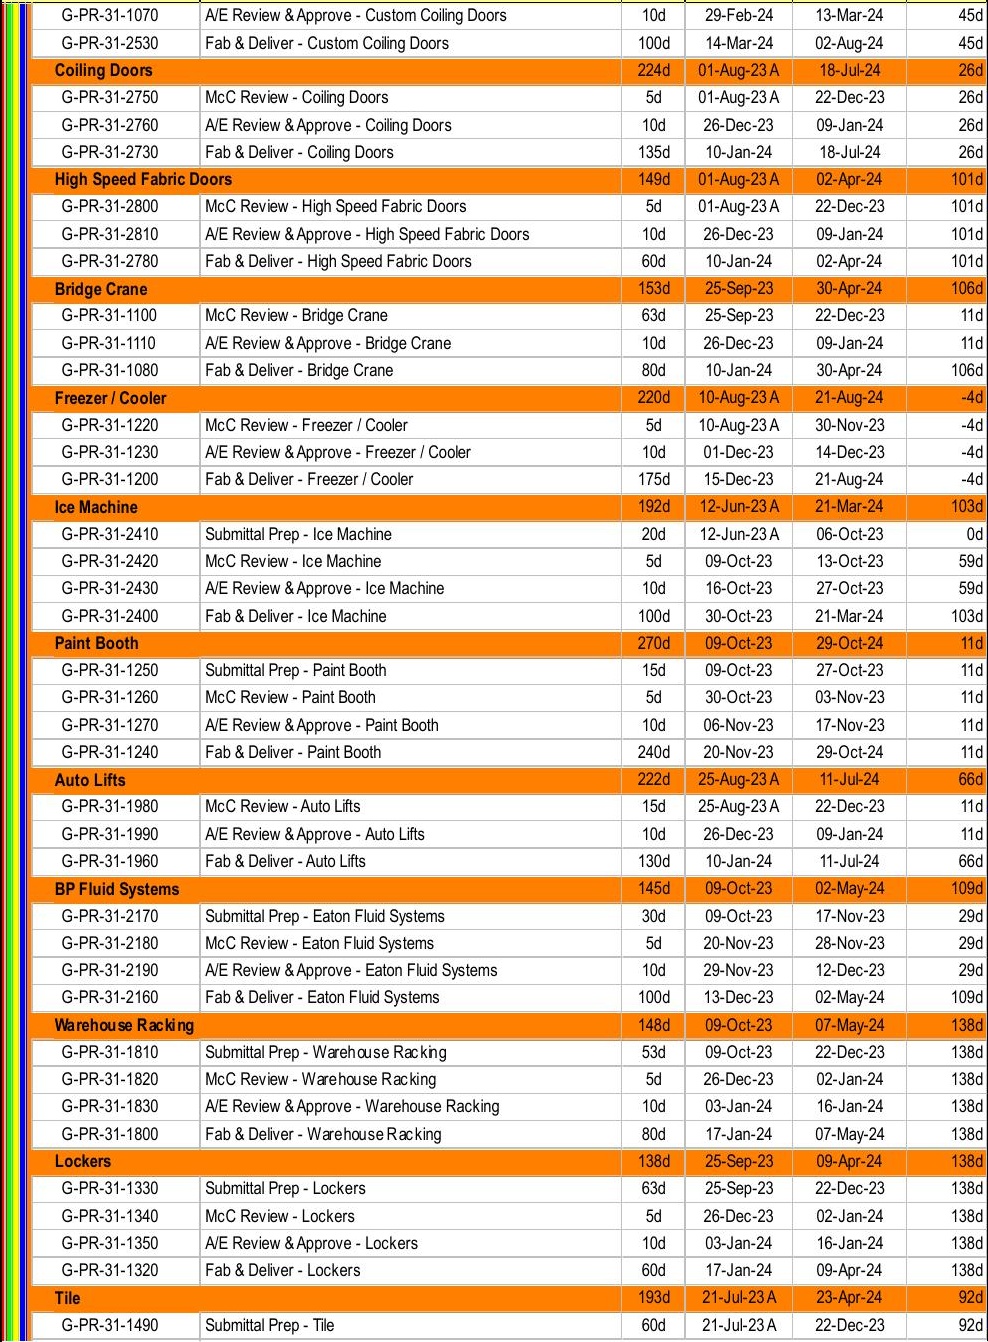 G-PR-31-1070 A/E Review & Approve - Custom Coiling Doors 10d 29-Feb-24 13-Mar-24 45d
G-PR-31-2530 Fab & Deliver - Custom Coiling Doors 100d 14-Mar-24 02-Aug-24 45d
Coiling Doors 224d 01-Aug-23 A 18-Jul-24 26d
G-PR-31-2750 McC Review - Coiling Doors 5d 01-Aug-23 A 22-Dec-23 26d
G-PR-31-2760 A/E Review & Approve - Coiling Doors 10d 26-Dec-23 09-Jan-24 26d
G-PR-31-2730 Fab & Deliver - Coiling Doors 135d 10-Jan-24 18-Jul-24 26d
High Speed Fabric Doors 149d 01-Aug-23 A 02-Apr-24 101d
G-PR-31-2800 McC Review - High Speed Fabric Doors 5d 01-Aug-23 A 22-Dec-23 101d
G-PR-31-2810 A/E Review & Approve - High Speed Fabric Doors 10d 26-Dec-23 09-Jan-24 101d
G-PR-31-2780 Fab & Deliver - High Speed Fabric Doors 60d 10-Jan-24 02-Apr-24 101d
Bridge Crane 153d 25-Sep-23 30-Apr-24 106d
G-PR-31-1100 McC Review - Bridge Crane 63d 25-Sep-23 22-Dec-23 11d
G-PR-31-1110 A/E Review & Approve - Bridge Crane 10d 26-Dec-23 09-Jan-24 11d
G-PR-31-1080 Fab & Deliver - Bridge Crane 80d 10-Jan-24 30-Apr-24 106d
Freezer / Cooler 220d 10-Aug-23 A 21-Aug-24 -4d
G-PR-31-1220 McC Review - Freezer / Cooler 5d 10-Aug-23 A 30-Nov-23 -4d
G-PR-31-1230 A/E Review & Approve - Freezer / Cooler 10d 01-Dec-23 14-Dec-23 -4d
G-PR-31-1200 Fab & Deliver - Freezer / Cooler 175d 15-Dec-23 21-Aug-24 -4d
Ice Machine 192d 12-Jun-23 A 21-Mar-24 103d
G-PR-31-2410 Submittal Prep - Ice Machine 20d 12-Jun-23 A 06-Oct-23 0d
G-PR-31-2420 McC Review - Ice Machine 5d 09-Oct-23 13-Oct-23 59d
G-PR-31-2430 A/E Review & Approve - Ice Machine 10d 16-Oct-23 27-Oct-23 59d
G-PR-31-2400 Fab & Deliver - Ice Machine 100d 30-Oct-23 21-Mar-24 103d
Paint Booth 270d 09-Oct-23 29-Oct-24 11d
G-PR-31-1250 Submittal Prep - Paint Booth 15d 09-Oct-23 27-Oct-23 11d
G-PR-31-1260 McC Review - Paint Booth 5d 30-Oct-23 03-Nov-23 11d
G-PR-31-1270 A/E Review & Approve - Paint Booth 10d 06-Nov-23 17-Nov-23 11d
G-PR-31-1240 Fab & Deliver - Paint Booth 240d 20-Nov-23 29-Oct-24 11d
Auto Lifts 222d 25-Aug-23 A 11-Jul-24 66d
G-PR-31-1980 McC Review - Auto Lifts 15d 25-Aug-23 A 22-Dec-23 11d
G-PR-31-1990 A/E Review & Approve - Auto Lifts 10d 26-Dec-23 09-Jan-24 11d
G-PR-31-1960 Fab & Deliver - Auto Lifts 130d 10-Jan-24 11-Jul-24 66d
BP Fluid Systems 145d 09-Oct-23 02-May-24 109d
G-PR-31-2170 Submittal Prep - Eaton Fluid Systems 30d 09-Oct-23 17-Nov-23 29d
G-PR-31-2180 McC Review - Eaton Fluid Systems 5d 20-Nov-23 28-Nov-23 29d
G-PR-31-2190 A/E Review & Approve - Eaton Fluid Systems 10d 29-Nov-23 12-Dec-23 29d
G-PR-31-2160 Fab & Deliver - Eaton Fluid Systems 100d 13-Dec-23 02-May-24 109d
Warehouse Racking 148d 09-Oct-23 07-May-24 138d
G-PR-31-1810 Submittal Prep - Warehouse Racking 53d 09-Oct-23 22-Dec-23 138d
G-PR-31-1820 McC Review - Warehouse Racking 5d 26-Dec-23 02-Jan-24 138d
G-PR-31-1830 A/E Review & Approve - Warehouse Racking 10d 03-Jan-24 16-Jan-24 138d
G-PR-31-1800 Fab & Deliver - Warehouse Racking 80d 17-Jan-24 07-May-24 138d
Lockers 138d 25-Sep-23 09-Apr-24 138d
G-PR-31-1330 Submittal Prep - Lockers 63d 25-Sep-23 22-Dec-23 138d
G-PR-31-1340 McC Review - Lockers 5d 26-Dec-23 02-Jan-24 138d
G-PR-31-1350 A/E Review & Approve - Lockers 10d 03-Jan-24 16-Jan-24 138d
G-PR-31-1320 Fab & Deliver - Lockers 60d 17-Jan-24 09-Apr-24 138d
Tile 193d 21-Jul-23 A 23-Apr-24 92d
G-PR-31-1490 Submittal Prep - Tile 60d 21-Jul-23 A 22-Dec-23 92d